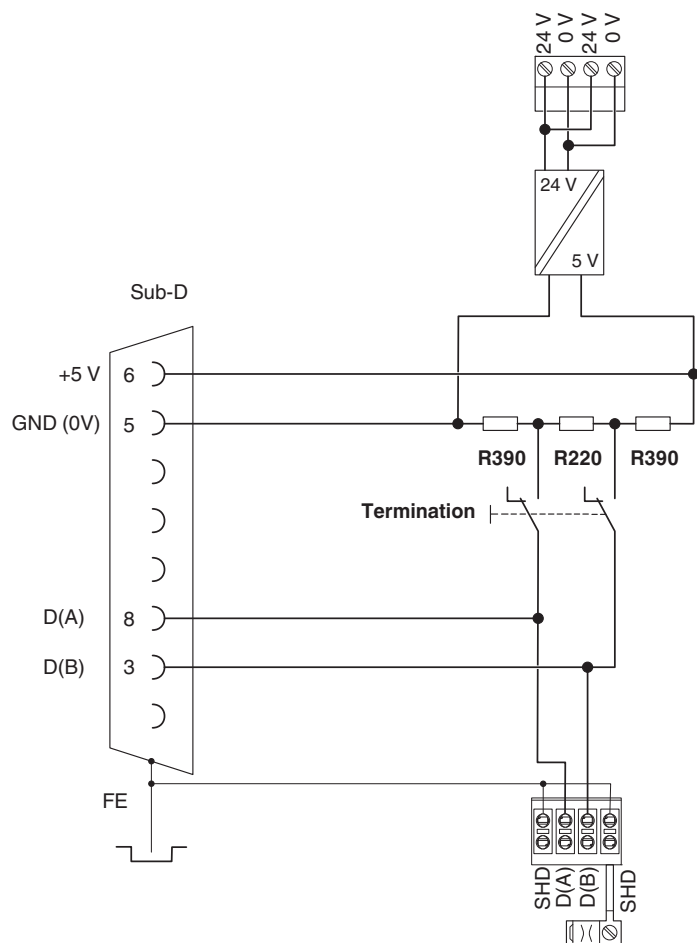 24 V
0 V
24 V
0 V
24 V
5 V
Sub-D
+5 V
6
GND (0V)
5
R390
R220
R390
Termination
D(A)
8
D(B)
3
FE
SHD
D(A)
D(B)
SHD